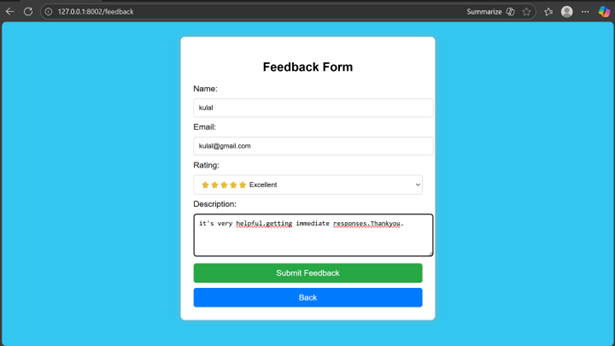 127.0.0.1:8002/feedback
Summarize
Feedback Form
Name:
kulal
Email:
kulal@gmail.com
Rating:
⭐⭐⭐⭐⭐ Excellent
Description:
it's very helpful.getting immediate responses.Thankyou.
Submit Feedback
Back